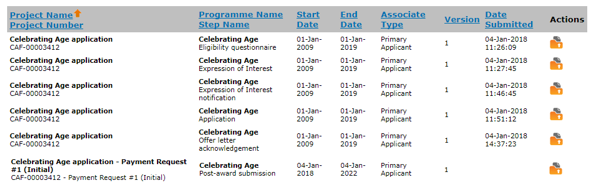 Project Name Programme Name Start End Associate Version Date Actions
Project Number Step Name Date Date Type Submitted
Celebrating Age application Celebrating Age 01-Jan- 01-Jan- Primary 1 04-Jan-2018
CAF-00003412 Eligibility questionnaire 2009 2019 Applicant 11:26:09
Celebrating Age application Celebrating Age 01-Jan- 01-Jan- Primary 1 04-Jan-2018
CAF-00003412 Expression of Interest 2009 2019 Applicant 11:27:45
Celebrating Age application Celebrating Age 01-Jan- 01-Jan- Primary 1 04-Jan-2018
CAF-00003412 Expression of Interest 2009 2019 Applicant 11:46:45
notification
Celebrating Age application Celebrating Age 01-Jan- 01-Jan- Primary 1 04-Jan-2018
CAF-00003412 Application 2009 2019 Applicant 11:51:12
Celebrating Age application Celebrating Age 01-Jan- 01-Jan- Primary 1 04-Jan-2018
CAF-00003412 Offer letter 2009 2019 Applicant 14:37:23
acknowledgement
Celebrating Age application - Payment Request Celebrating Age 04-Jan- 04-Jan- Primary 1
#1 (Initial) Post-award submission 2018 2022 Applicant
CAF-00003412 - Payment Request #1 (Initial)